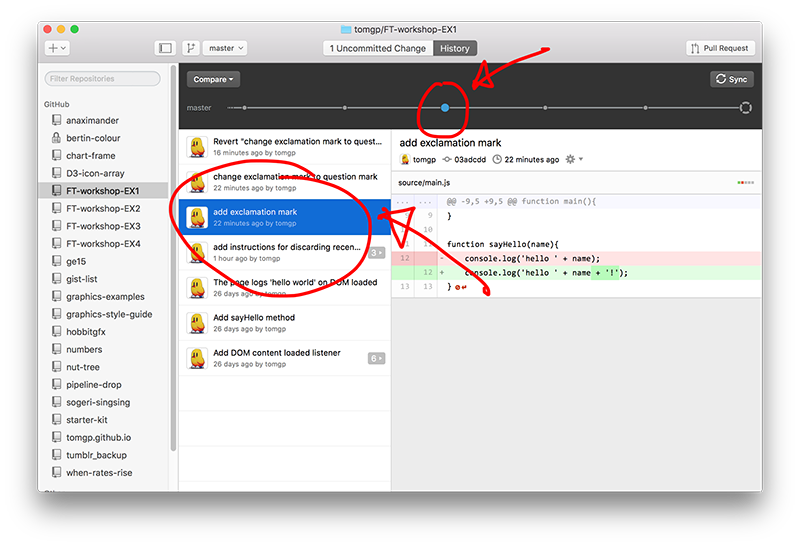 tomgp/FT-workshop-EX1
master
1 Uncommitted Change
History
Pull Request
Filter Repositories
GitHub
anaximander
bertin-colour
chart-frame
D3-icon-array
FT-workshop-EX1
FT-workshop-EX2
FT-workshop-EX3
FT-workshop-EX4
ge15
gist-list
graphics-examples
graphics-style-guide
hobbitgfx
numbers
nut-tree
pipeline-drop
sogeri-singsing
starter-kit
tomgp.github.io
tumblr_backup
when-rates-rise
Compare
Sync
master
Revert "change exclamation mark to quest...
16 minutes ago by tomgp
change exclamation mark to question mark
22 minutes ago by tomgp
add exclamation mark
22 minutes ago by tomgp
add instructions for discarding recen...
1 hour ago by tomgp
3
The page logs 'hello world' on DOM loaded
26 days ago by tomgp
Add sayHello method
26 days ago by tomgp
Add DOM content loaded listener
26 days ago by tomgp
6
add exclamation mark
tomgp 03adcdd 22 minutes ago
source/main.js
... ... @@ -9,5 +9,5 @@ function main(){
9 }
10
11 function sayHello(name){
12 - console.log('hello ' + name);
12 + console.log('hello ' + name + '!');
13 13 }